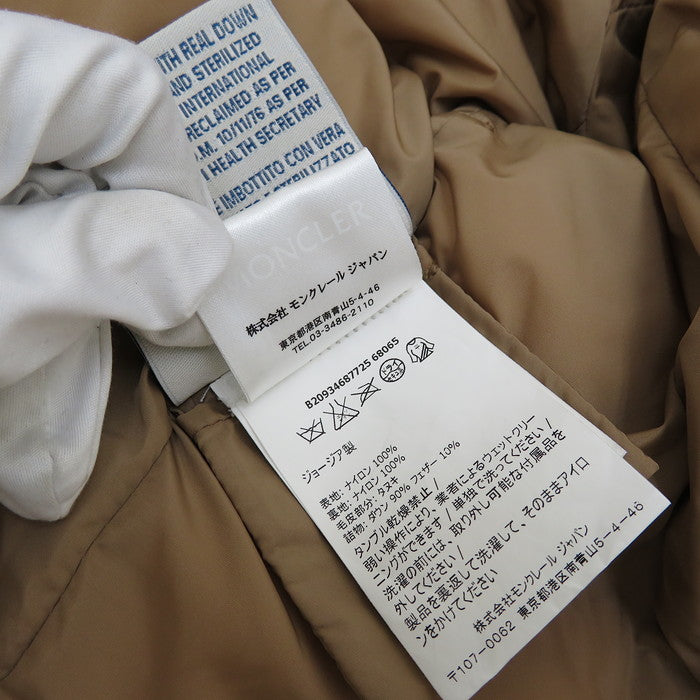 TH REAL DOWN
AND STERILIZED
INTERNATIONAL
RECLAIMED AS PER
D.M. 10/11/76 AS PER
HEALTH SECRETARY
IMBOTTITO CON VERA
MONCLER
株式会社 モンクレール ジャパン
東京都港区南青山5-4-46
TEL.03-3486-2110
B20934687725 68065
ドライ
ジョージア製
表地: ナイロン 100%
裏地: ナイロン 100%
毛皮部分: タヌキ
詰物: ダウン 90% フェザー 10%
タンブル乾燥禁止/
弱い操作により、業者によるウエットクリー
ニングができます/単独で洗ってください/
洗濯の前には、取り外し可能な付属品を
外してください/
製品を裏返して洗濯して、そのままアイロ
ンをかけてください
株式会社モンクレール ジャパン
〒107-0062 東京都港区南青山5-4-46